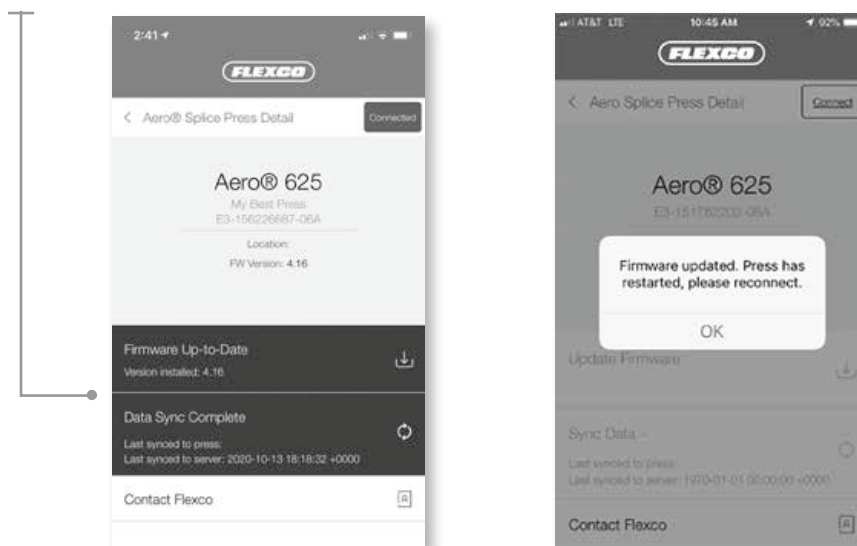 2:41
FLEXCO
< Aero® Splice Press Detail
Connected
Aero® 625
My Best Press
E3-156226687-06A
Location:
FW Version: 4.16
Firmware Up-to-Date
Version installed: 4.16
Data Sync Complete
Last synced to press:
Last synced to server: 2020-10-13 18:18:32 +0000
Contact Flexco
AT&T LTE
10:45 AM
92%
FLEXCO
< Aero Splice Press Detail
Connect
Aero® 625
Firmware updated. Press has
restarted, please reconnect.
OK
Update Firmware
Sync Data -
Last synced to press:
Last synced to server: 1970-01-01 00:00:00 +0000
Contact Flexco